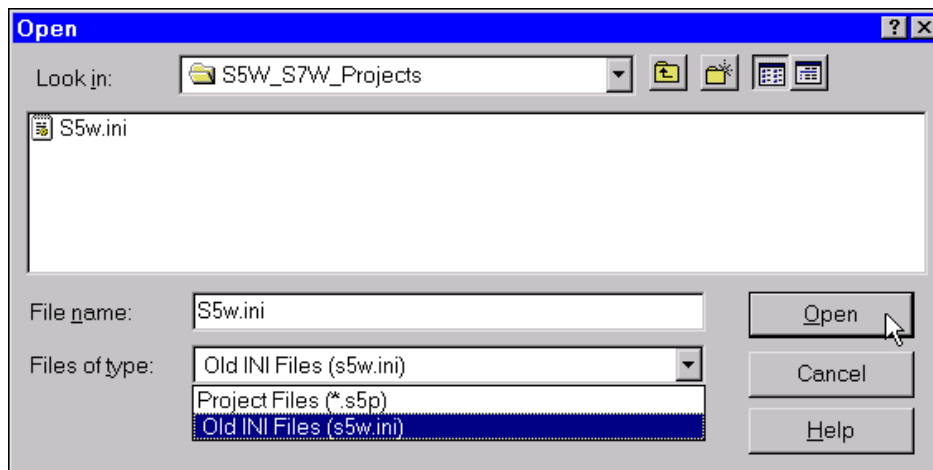 Open
Look in:
S5W_S7W_Projects
S5w.ini
File name:
S5w.ini
Open
Files of type:
Old INI Files (s5w.ini)
Cancel
Project Files (*.s5p)
Old INI Files (s5w.ini)
Help